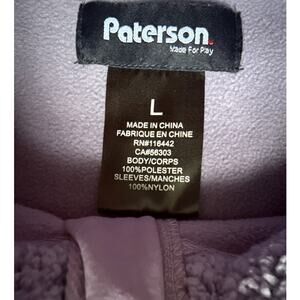 Paterson.
Made For Play
L
MADE IN CHINA
FABRIQUE EN CHINE
RN#116442
CA#56303
BODY/CORPS
100%POLESTER
SLEEVES/MANCHES
100%NYLON